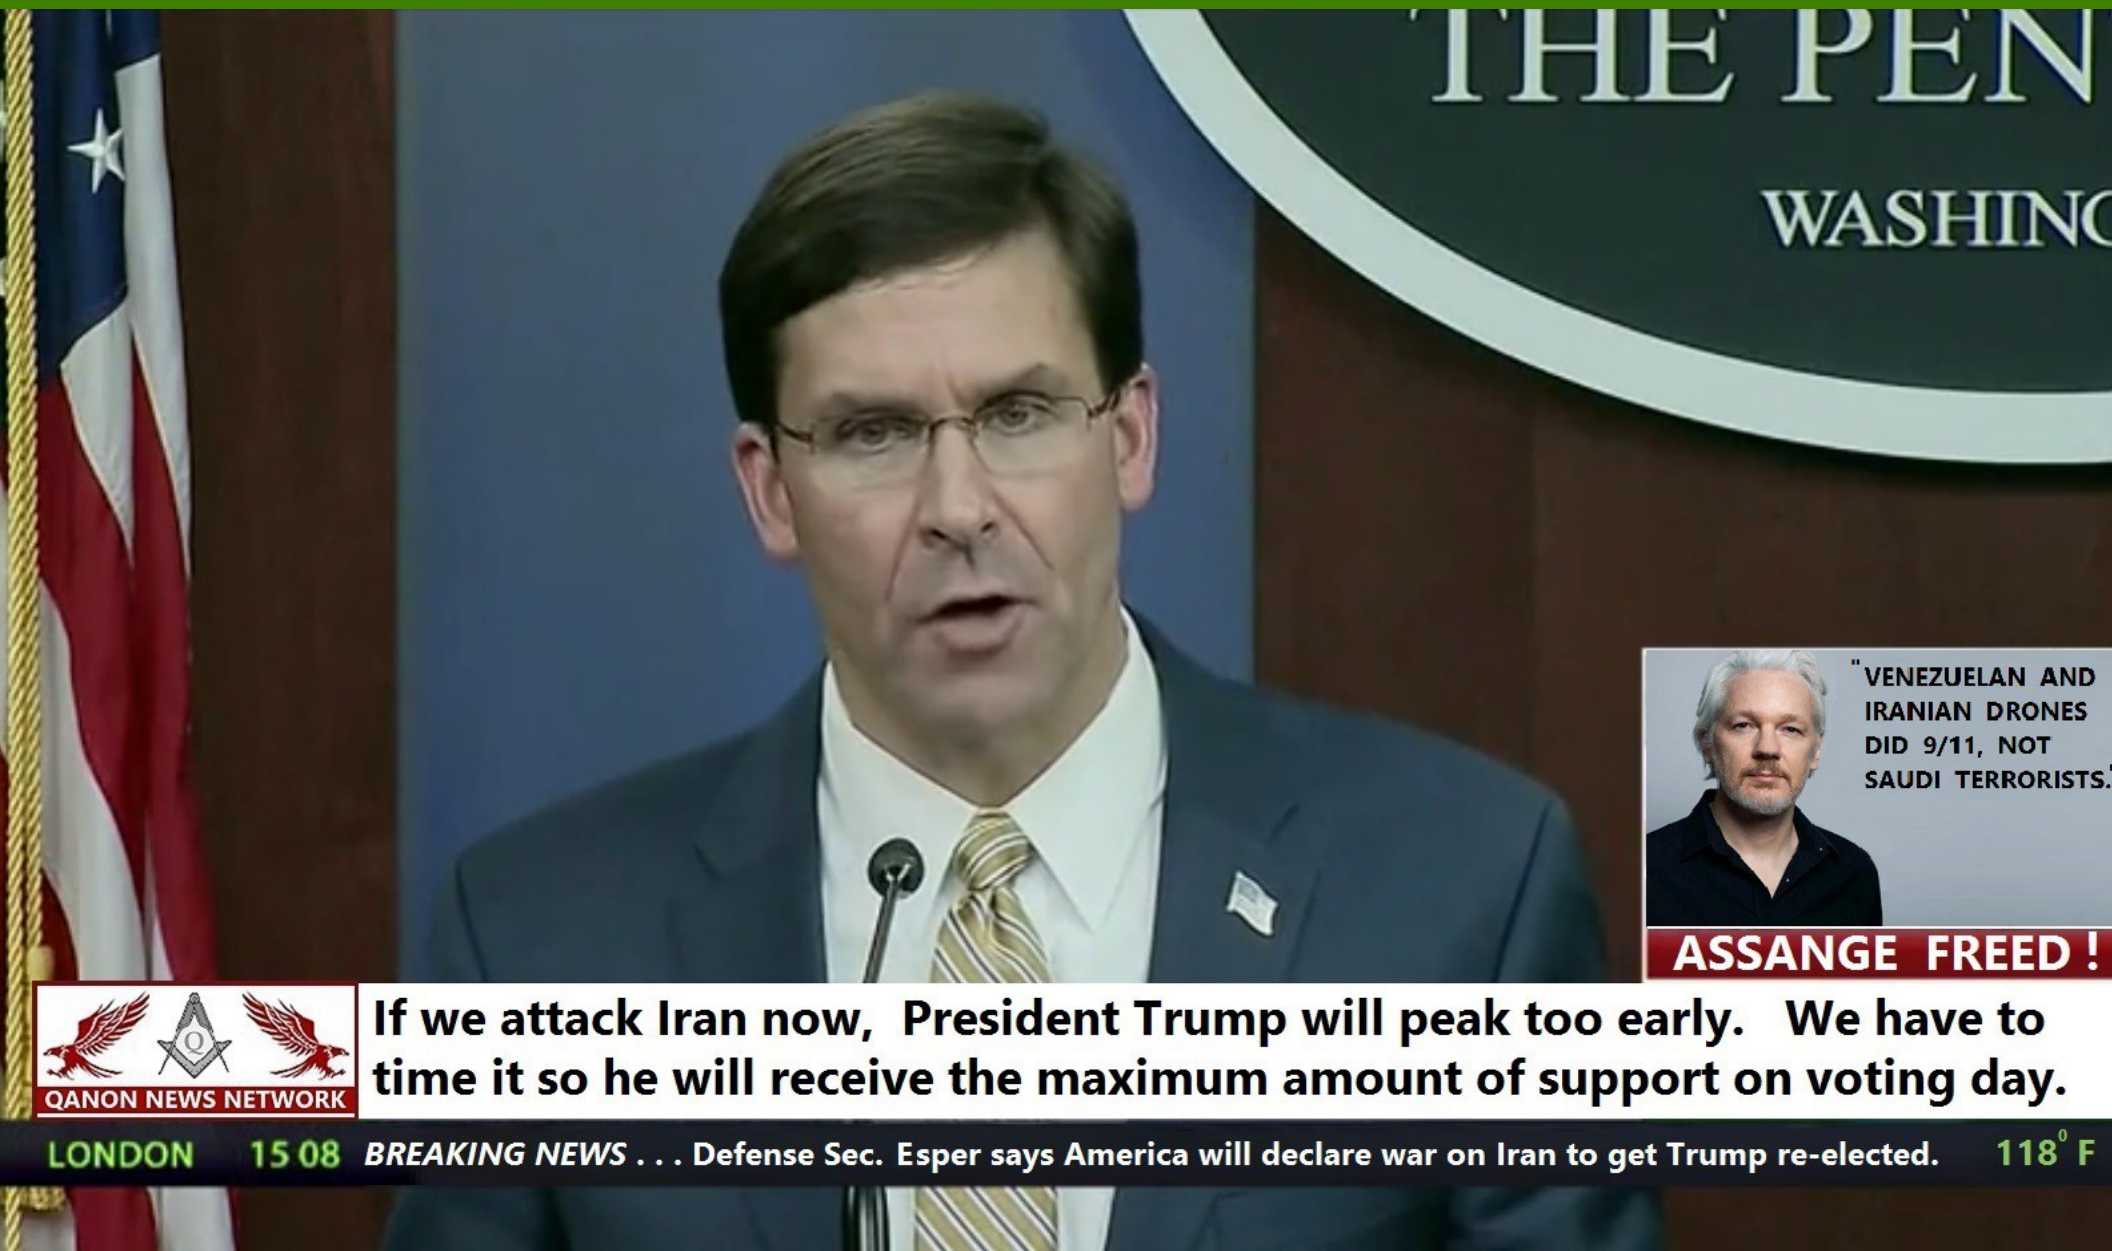 THE PEN
WASHING
"VENEZUELAN AND
IRANIAN DRONES
DID 9/11, NOT
SAUDI TERRORISTS."
ASSANGE FREED !
Q
QANON NEWS NETWORK
If we attack Iran now, President Trump will peak too early. We have to
time it so he will receive the maximum amount of support on voting day.
LONDON 15 08 BREAKING NEWS . . . Defense Sec. Esper says America will declare war on Iran to get Trump re-elected. 118⁰ F